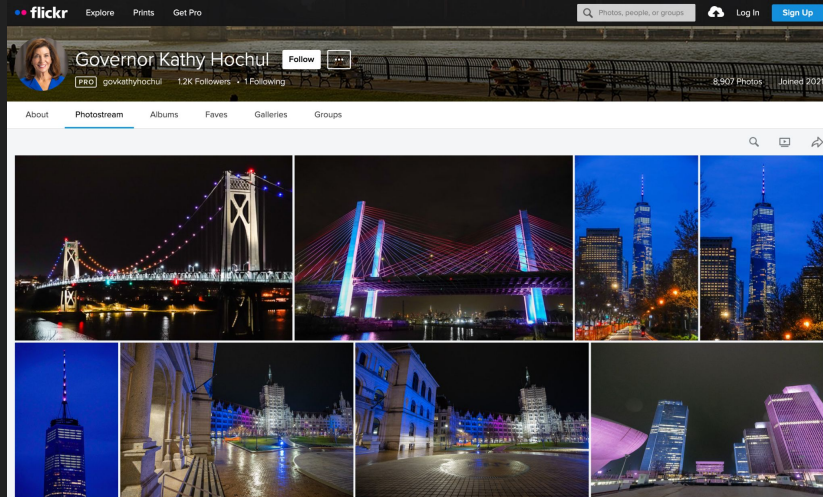 flickr Explore Prints Get Pro Photos, people, or groups Log In Sign Up
Governor Kathy Hochul Follow ...
PRO govkathyhochul 1.2K Followers • 1 Following 8,907 Photos Joined 2021
About Photostream Albums Faves Galleries Groups